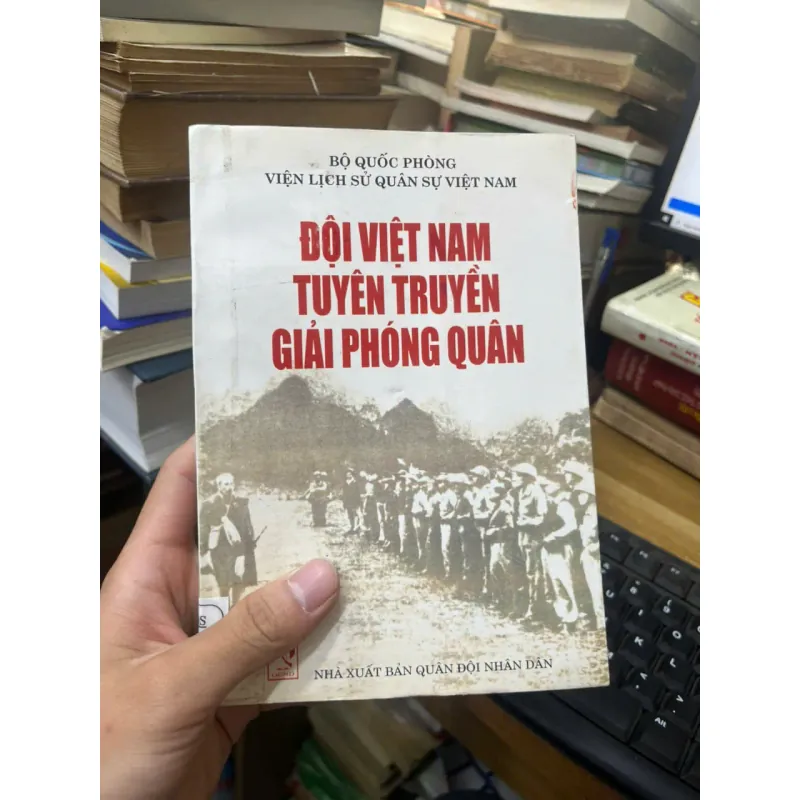 BỘ QUỐC PHÒNG
VIỆN LỊCH SỬ QUÂN SỰ VIỆT NAM
ĐỘI VIỆT NAM
TUYÊN TRUYỀN
GIẢI PHÓNG QUÂN
NHÀ XUẤT BẢN QUÂN ĐỘI NHÂN DÂN